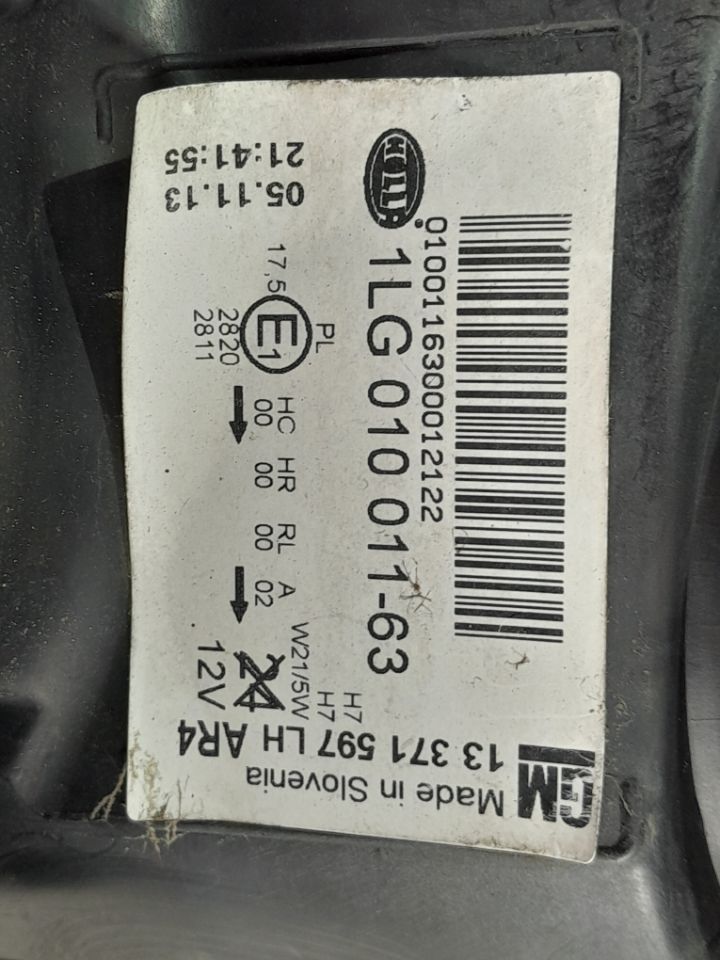 HELLA
01001163000012122
1LG 010 011-63
05.11.13
21:41:55
17,5
E1
PL
2820
2811
HC HR RL A
00 00 00 02
W21/5W
H7
H7
24
12V
GM
13 371 597 LH AR4
Made in Slovenia